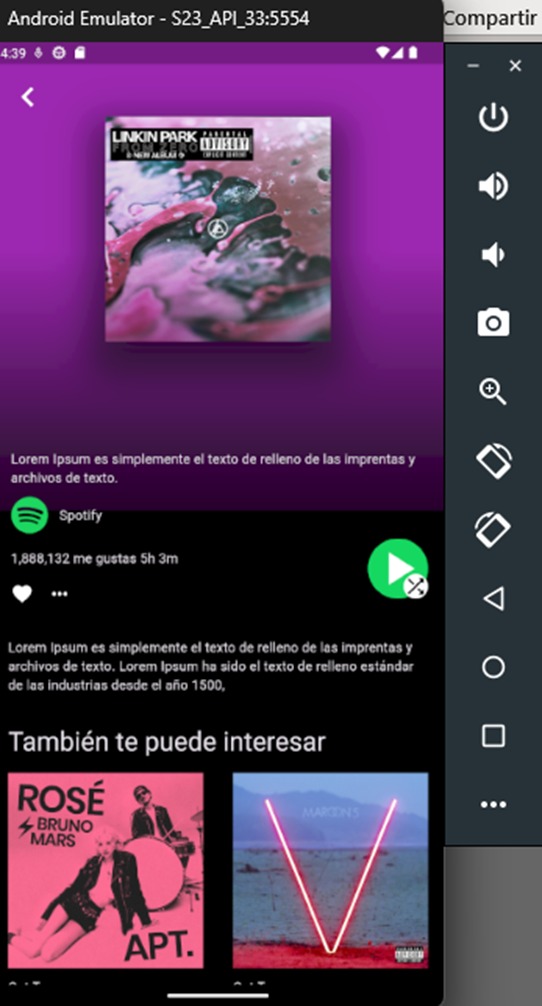 Android Emulator - S23_API_33:5554
Compartir
4:39
LINKIN PARK
FROM ZERO
PARENTAL
ADVISORY
Lorem Ipsum es simplemente el texto de relleno de las imprentas y
archivos de texto.
Spotify
1,888,132 me gustas 5h 3m
Lorem Ipsum es simplemente el texto de relleno de las imprentas y
archivos de texto. Lorem Ipsum ha sido el texto de relleno estándar
de las industrias desde el año 1500,
También te puede interesar
ROSÉ
BRUNO
MARS
APT.
MAROON 5